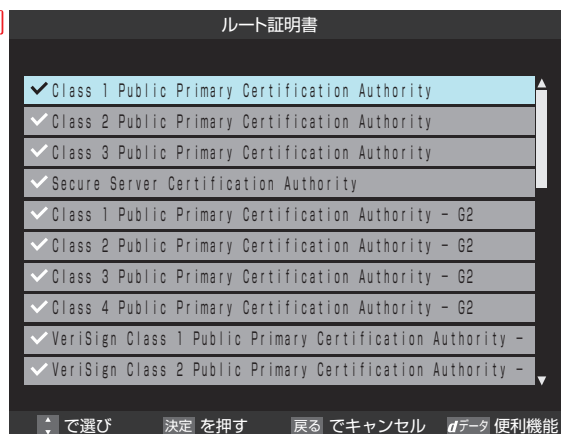 ルート証明書
Class 1 Public Primary Certification Authority
Class 2 Public Primary Certification Authority
Class 3 Public Primary Certification Authority
Secure Server Certification Authority
Class 1 Public Primary Certification Authority － G2
Class 2 Public Primary Certification Authority － G2
Class 3 Public Primary Certification Authority － G2
Class 4 Public Primary Certification Authority － G2
VeriSign Class 1 Public Primary Certification Authority －
VeriSign Class 2 Public Primary Certification Authority －
で選び 決定 を押す 戻る でキャンセル dデータ 便利機能